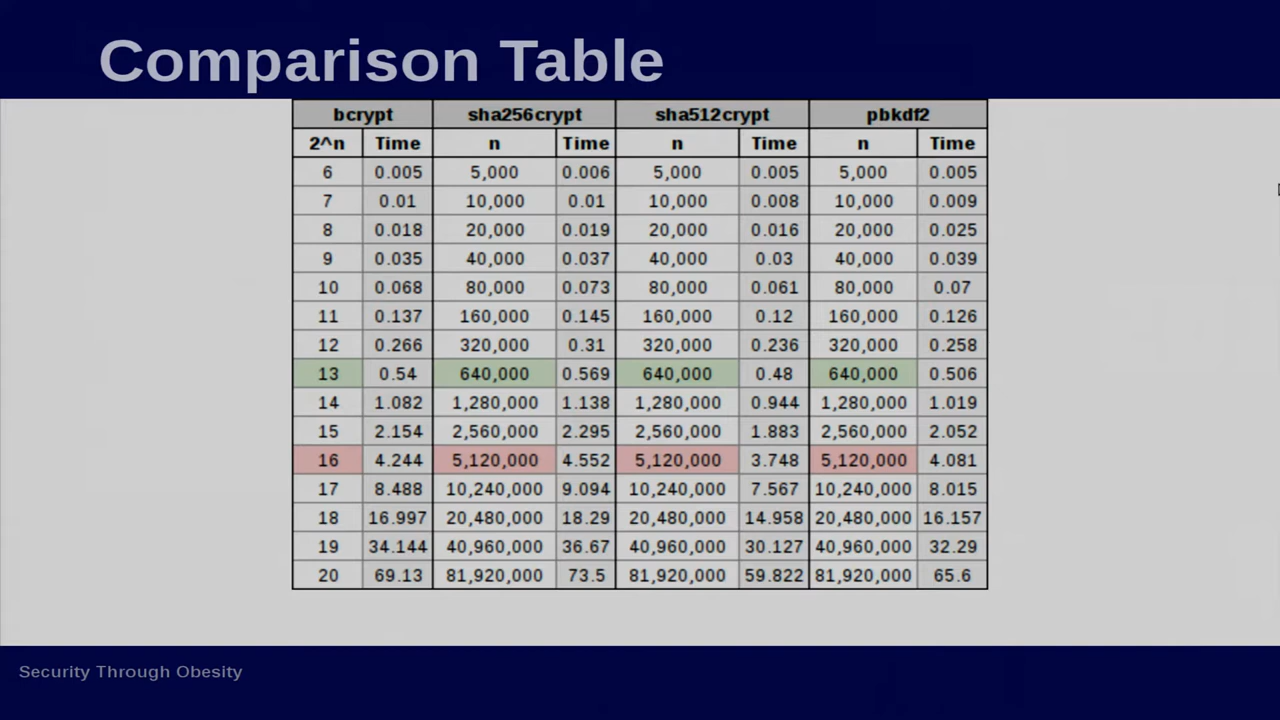 Comparison Table
bcrypt sha256crypt sha512crypt pbkdf2
2^n Time n Time n Time n Time
6 0.005 5,000 0.006 5,000 0.005 5,000 0.005
7 0.01 10,000 0.01 10,000 0.008 10,000 0.009
8 0.018 20,000 0.019 20,000 0.016 20,000 0.025
9 0.035 40,000 0.037 40,000 0.03 40,000 0.039
10 0.068 80,000 0.073 80,000 0.061 80,000 0.07
11 0.137 160,000 0.145 160,000 0.12 160,000 0.126
12 0.266 320,000 0.31 320,000 0.236 320,000 0.258
13 0.54 640,000 0.569 640,000 0.48 640,000 0.506
14 1.082 1,280,000 1.138 1,280,000 0.944 1,280,000 1.019
15 2.154 2,560,000 2.295 2,560,000 1.883 2,560,000 2.052
16 4.244 5,120,000 4.552 5,120,000 3.748 5,120,000 4.081
17 8.488 10,240,000 9.094 10,240,000 7.567 10,240,000 8.015
18 16.997 20,480,000 18.29 20,480,000 14.958 20,480,000 16.157
19 34.144 40,960,000 36.67 40,960,000 30.127 40,960,000 32.29
20 69.13 81,920,000 73.5 81,920,000 59.822 81,920,000 65.6
Security Through Obesity